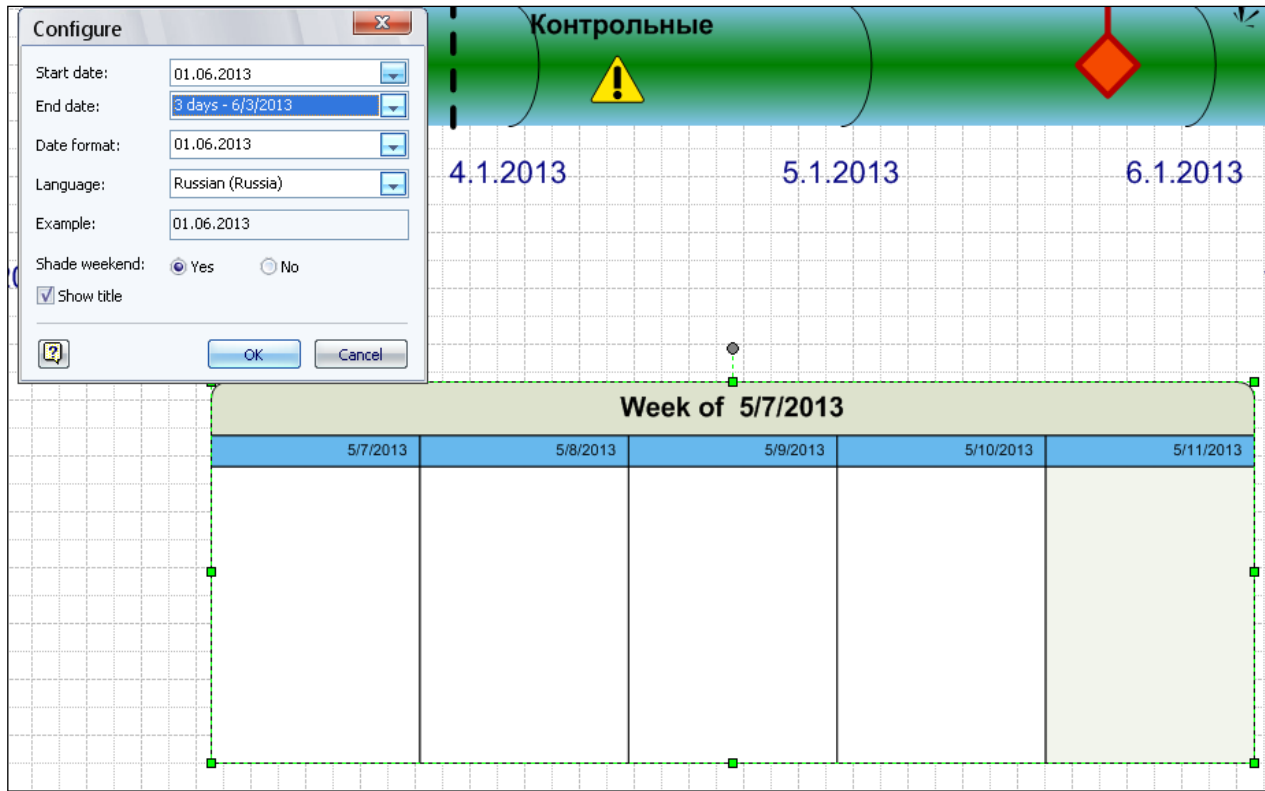 Configure
Start date:
01.06.2013
End date:
3 days - 6/3/2013
Date format:
01.06.2013
Language:
Russian (Russia)
Example:
01.06.2013
Shade weekend:
Yes
No
Show title
OK
Cancel
Контрольные
4.1.2013
5.1.2013
6.1.2013
Week of 5/7/2013
5/7/2013
5/8/2013
5/9/2013
5/10/2013
5/11/2013